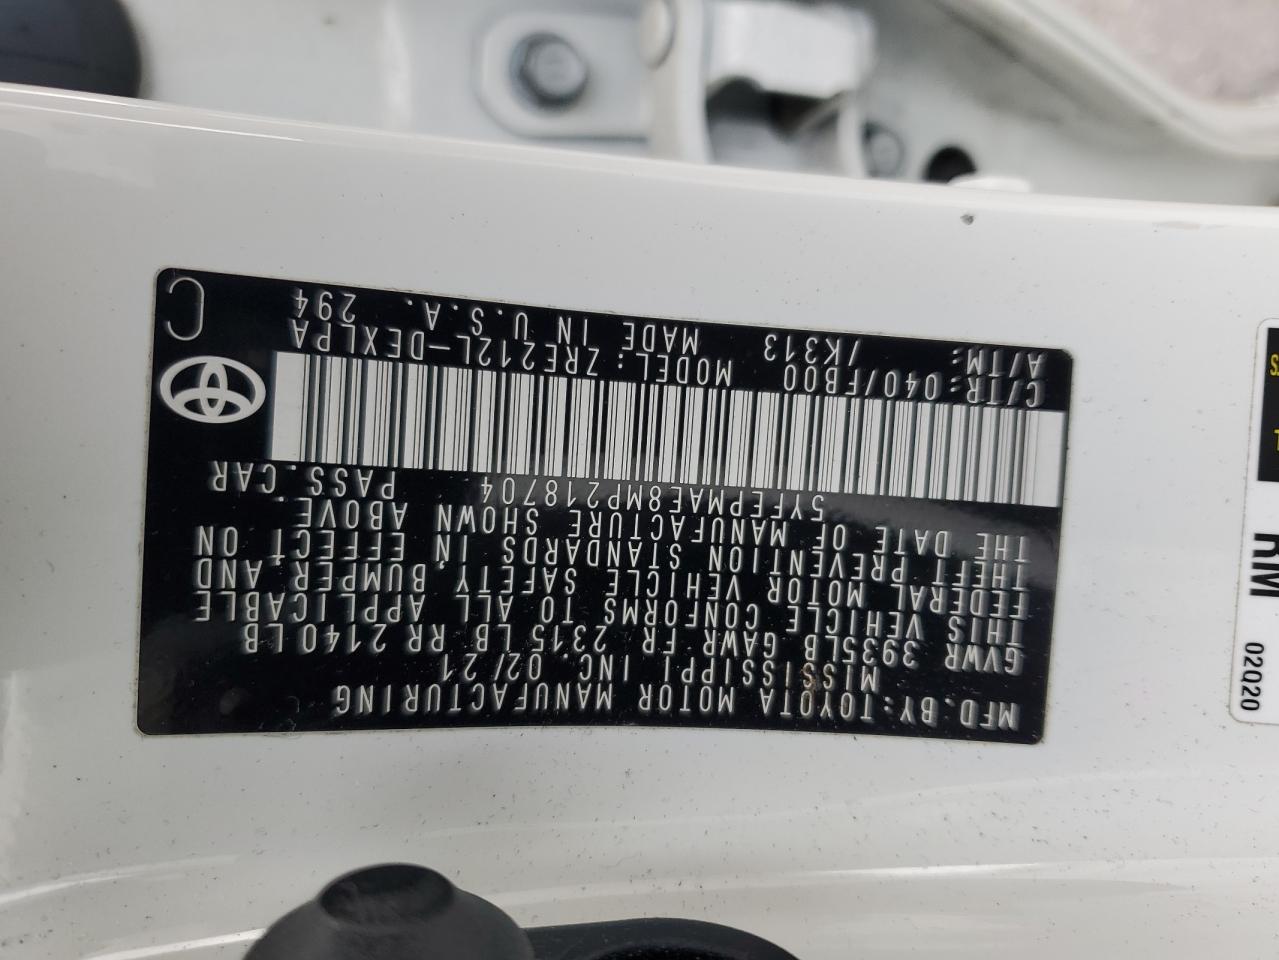 MFD.BY:TOYOTA MOTOR MANUFACTURING
MISSISSIPPI INC. 02/21
GVWR 3935LB GAWR FR 2315LB RR 2140LB
THIS VEHICLE CONFORMS TO ALL APPLICABLE
FEDERAL MOTOR VEHICLE SAFETY, BUMPER, AND
THEFT PREVENTION STANDARDS IN EFFECT ON
THE DATE OF MANUFACTURE SHOWN ABOVE.
5YFEPMAE8MP218704 PASS.CAR
C/TR:040/FB00 MODEL:ZRE212L-DEXLPA
A/TM: /K313 MADE IN U.S.A. 294
C
02020